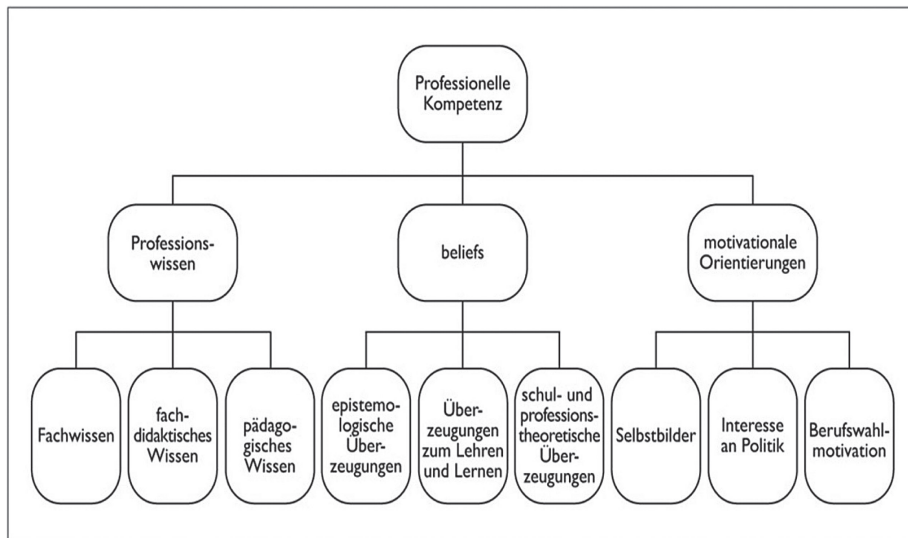 Professionelle
Kompetenz
Professions-
wissen
beliefs
motivationale
Orientierungen
Fachwissen
fach-
didaktisches
Wissen
pädago-
gisches
Wissen
epistemo-
logische
Über-
zeugungen
Über-
zeugungen
zum Lehren
und Lernen
schul- und
professions-
theoretische
Über-
zeugungen
Selbstbilder
Interesse
an Politik
Berufswahl-
motivation